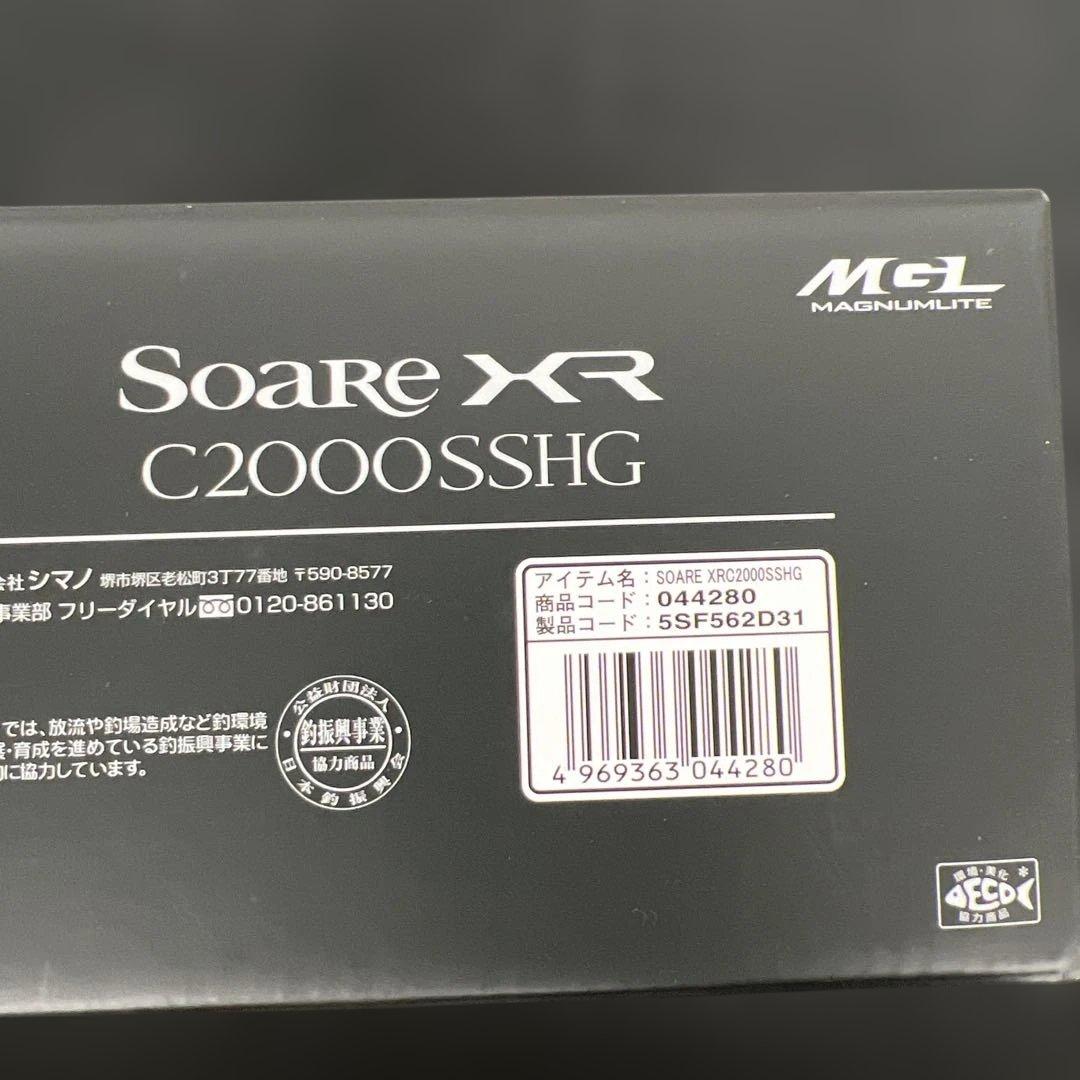 MGL
MAGNUMLITE
Soare XR
C2000SSHG
会社 シマノ 堺市堺区老松町3丁77番地 〒590-8577
事業部 フリーダイヤル 0120-861130
アイテム名：SOARE XRC2000SSHG
商品コード：044280
製品コード：5SF562D31
4 969363 044280
では、放流や釣場造成など釣環境
・育成を進めている釣振興事業に
に協力しています。
公益財団法人
釣振興事業
協力商品
日本釣振興会
環境・美化
ECO
協力商品